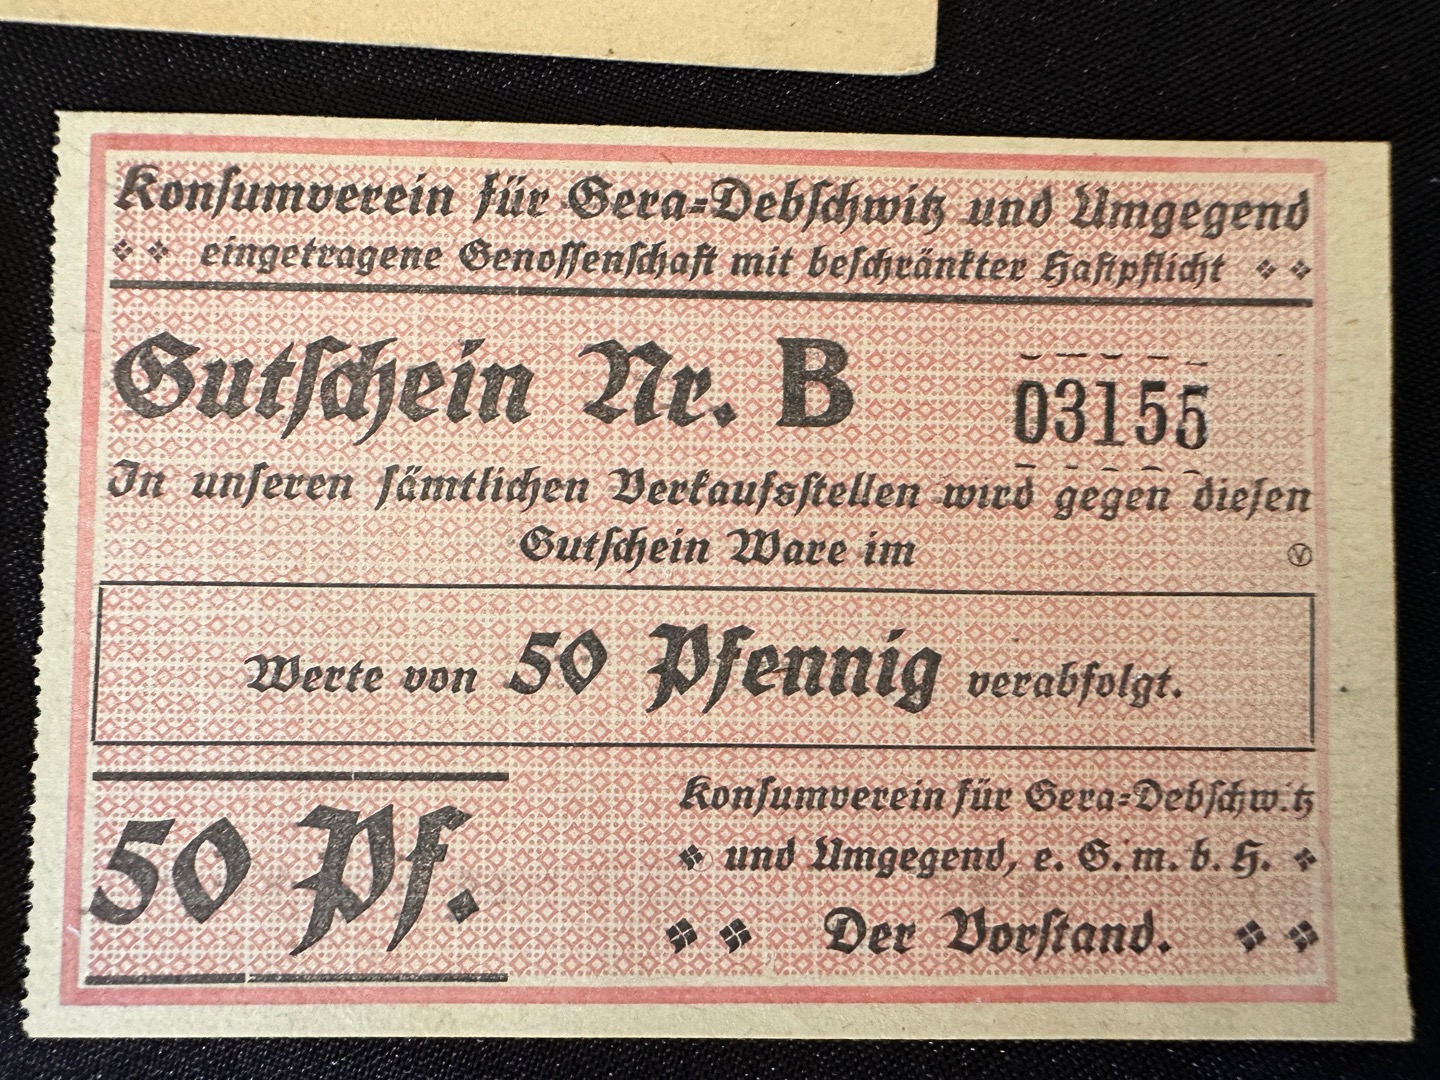 Konsumverein für Gera-Debschwitz und Umgegend
eingetragene Genossenschaft mit beschränkter Haftpflicht
Gutschein Nr. B 03155
In unseren sämtlichen Verkaufsstellen wird gegen diesen
Gutschein Ware im
V
Werte von 50 Pfennig verabfolgt.
50 Pf.
Konsumverein für Gera-Debschw.tz
und Umgegend, e. G. m. b. H.
Der Vorstand.